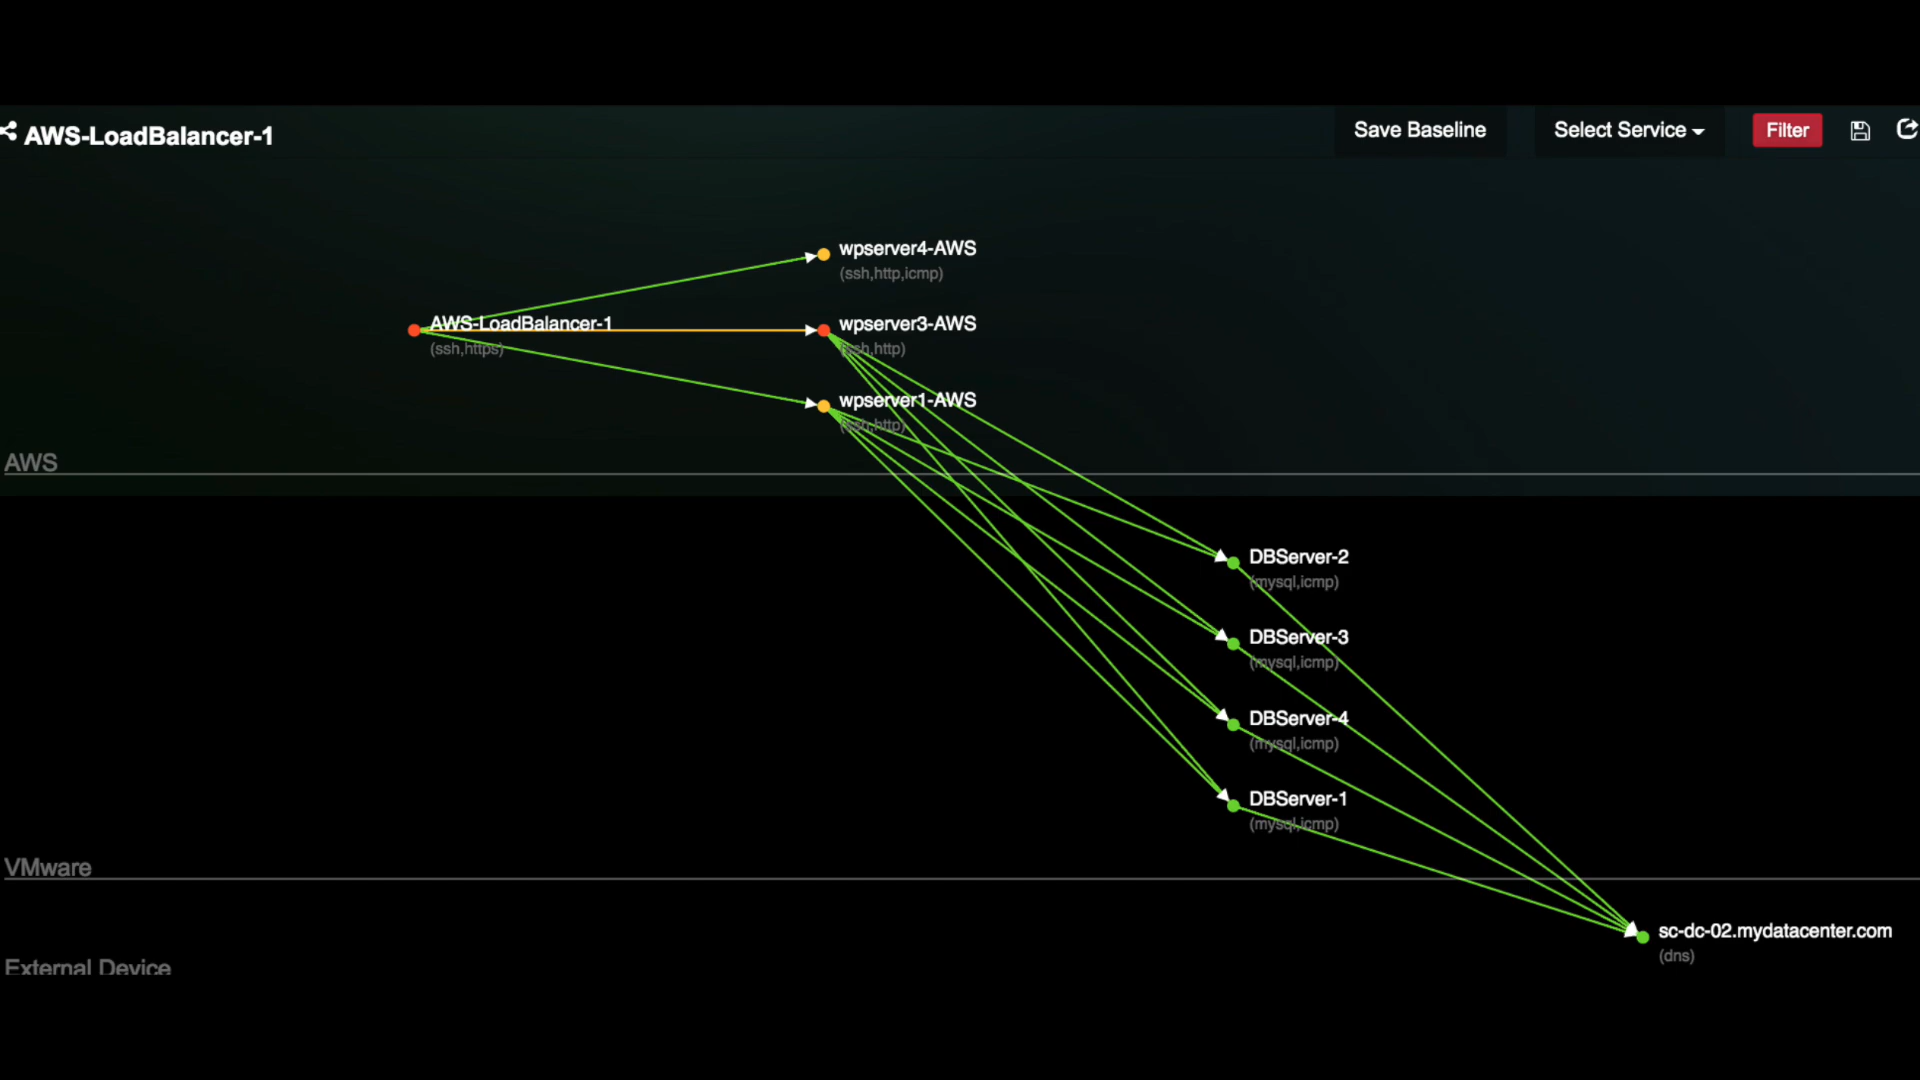 AWS-LoadBalancer-1
Save Baseline
Select Service
Filter
wpserver4-AWS
(ssh,http,icmp)
AWS-LoadBalancer-1
(ssh,https)
wpserver3-AWS
(ssh,http)
wpserver1-AWS
(ssh,http)
AWS
DBServer-2
(mysql,icmp)
DBServer-3
(mysql,icmp)
DBServer-4
(mysql,icmp)
DBServer-1
(mysql,icmp)
VMware
sc-dc-02.mydatacenter.com
(dns)
External Device